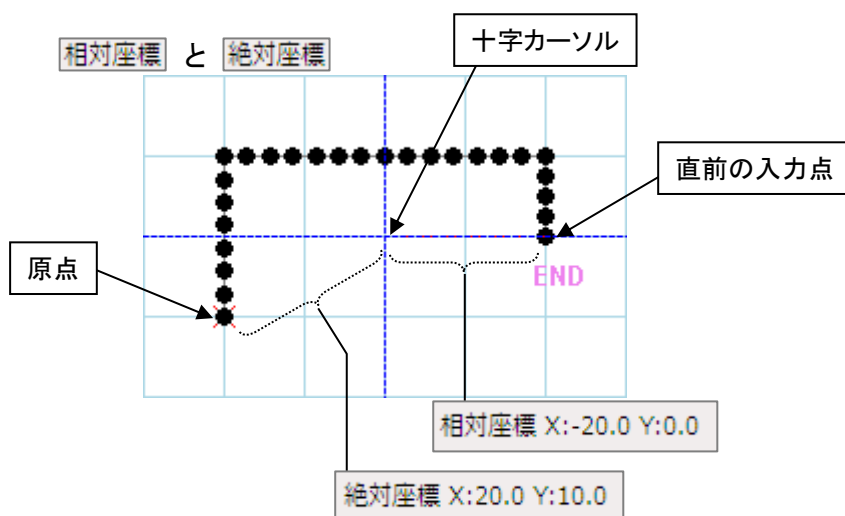 十字カーソル
相対座標 と 絶対座標
直前の入力点
原点
END
相対座標 X:-20.0 Y:0.0
絶対座標 X:20.0 Y:10.0